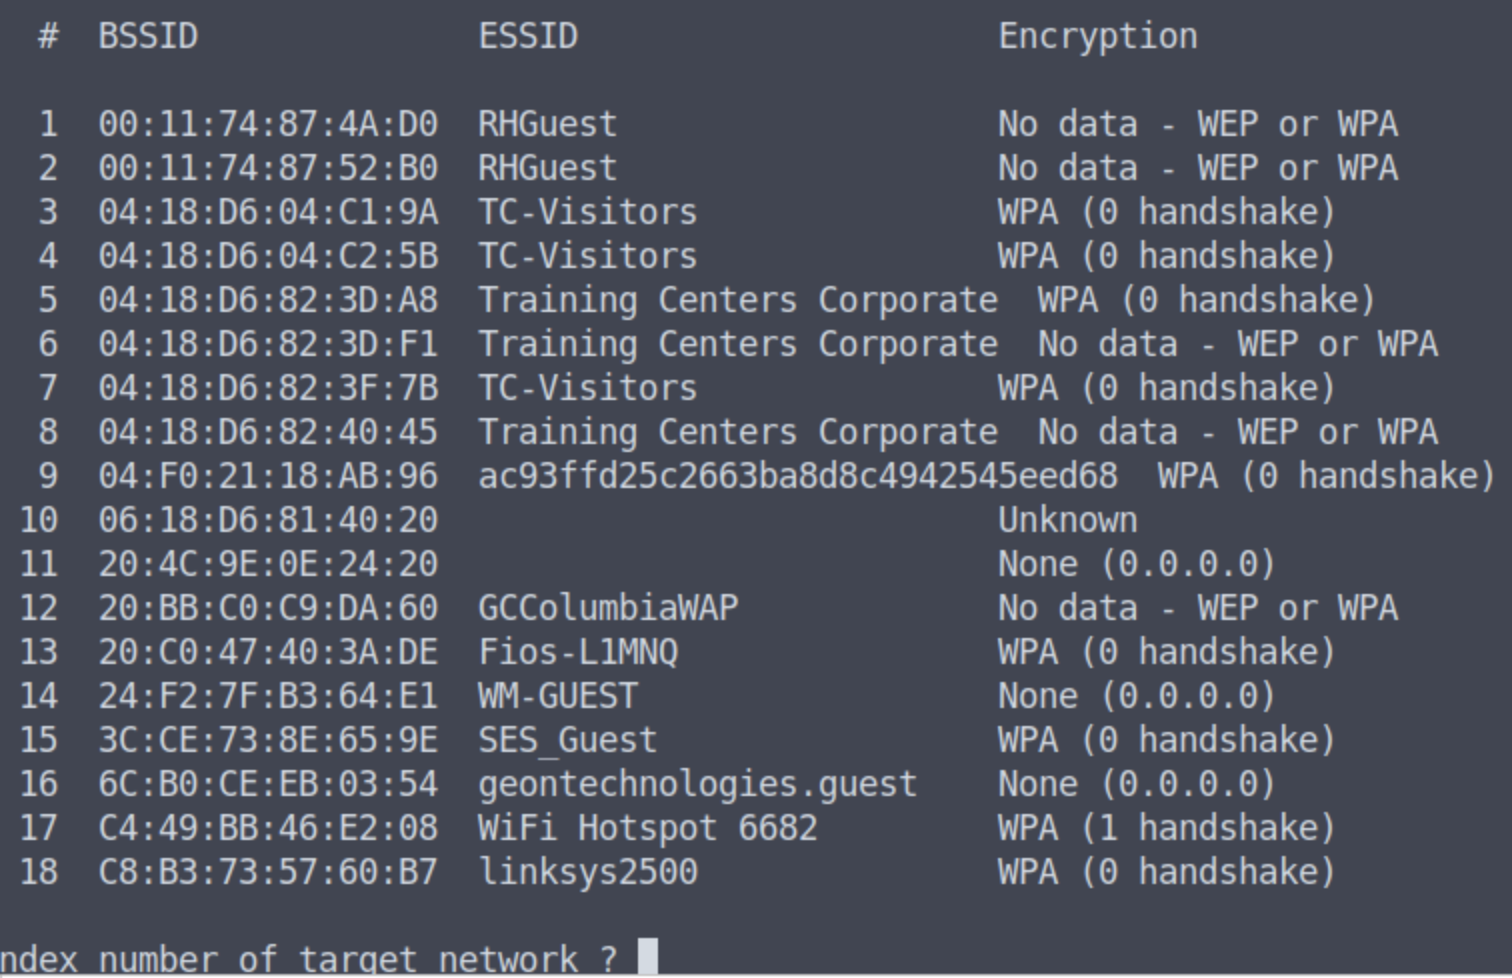 # BSSID ESSID Encryption
1 00:11:74:87:4A:D0 RHGuest No data - WEP or WPA
2 00:11:74:87:52:B0 RHGuest No data - WEP or WPA
3 04:18:D6:04:C1:9A TC-Visitors WPA (0 handshake)
4 04:18:D6:04:C2:5B TC-Visitors WPA (0 handshake)
5 04:18:D6:82:3D:A8 Training Centers Corporate WPA (0 handshake)
6 04:18:D6:82:3D:F1 Training Centers Corporate No data - WEP or WPA
7 04:18:D6:82:3F:7B TC-Visitors WPA (0 handshake)
8 04:18:D6:82:40:45 Training Centers Corporate No data - WEP or WPA
9 04:F0:21:18:AB:96 ac93ffd25c2663ba8d8c4942545eed68 WPA (0 handshake)
10 06:18:D6:81:40:20 Unknown
11 20:4C:9E:0E:24:20 None (0.0.0.0)
12 20:BB:C0:C9:DA:60 GCColumbiaWAP No data - WEP or WPA
13 20:C0:47:40:3A:DE Fios-L1MNQ WPA (0 handshake)
14 24:F2:7F:B3:64:E1 WM-GUEST None (0.0.0.0)
15 3C:CE:73:8E:65:9E SES_Guest WPA (0 handshake)
16 6C:B0:CE:EB:03:54 geontechnologies.guest None (0.0.0.0)
17 C4:49:BB:46:E2:08 WiFi Hotspot 6682 WPA (1 handshake)
18 C8:B3:73:57:60:B7 linksys2500 WPA (0 handshake)
ndex number of target network ?